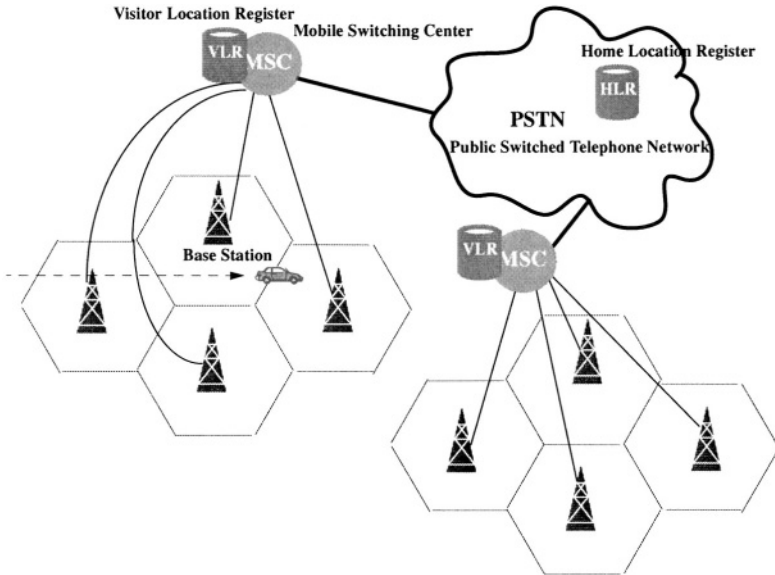 Visitor Location Register
Mobile Switching Center
VLR
MSC
Home Location Register
HLR
PSTN
Public Switched Telephone Network
Base Station
VLR
MSC